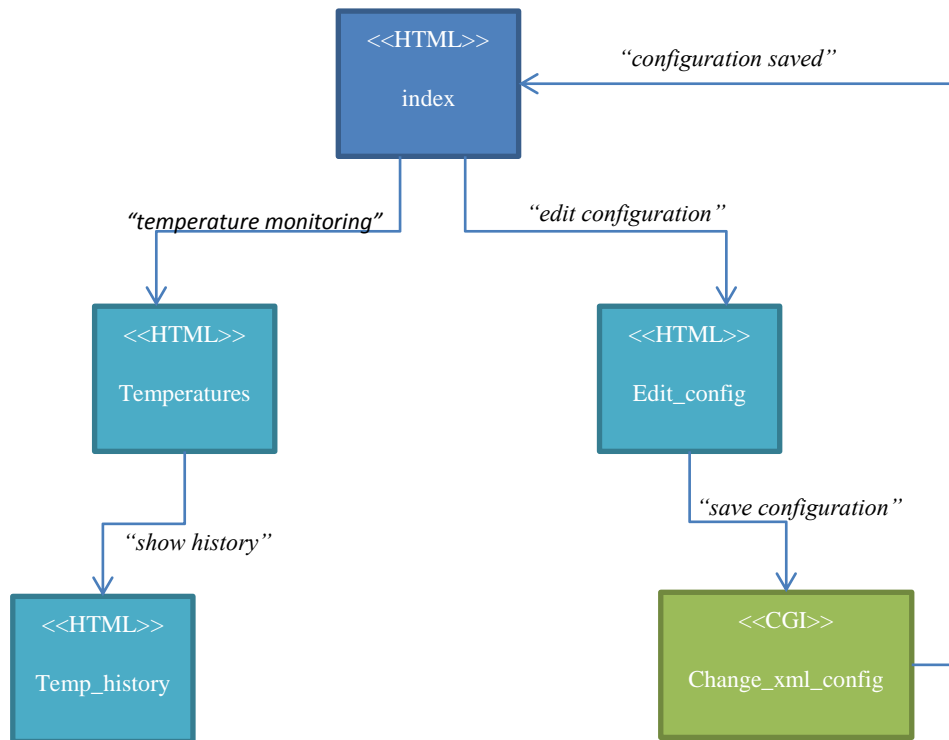 <<HTML>>
index
“configuration saved”
“temperature monitoring”
“edit configuration”
<<HTML>>
Temperatures
<<HTML>>
Edit_config
“show history”
“save configuration”
<<HTML>>
Temp_history
<<CGI>>
Change_xml_config